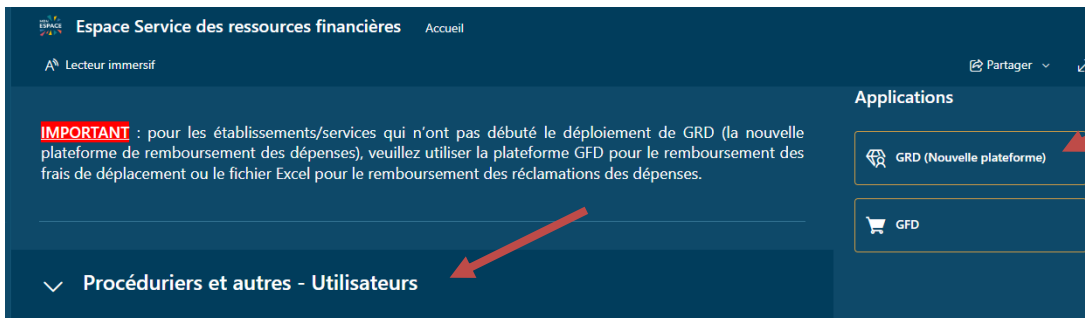 MON ESPACE
Espace Service des ressources financières Accueil
Lecteur immersif
Partager
Applications
IMPORTANT : pour les établissements/services qui n'ont pas débuté le déploiement de GRD (la nouvelle
plateforme de remboursement des dépenses), veuillez utiliser la plateforme GFD pour le remboursement des
frais de déplacement ou le fichier Excel pour le remboursement des réclamations des dépenses.
GRD (Nouvelle plateforme)
GFD
Procéduriers et autres - Utilisateurs